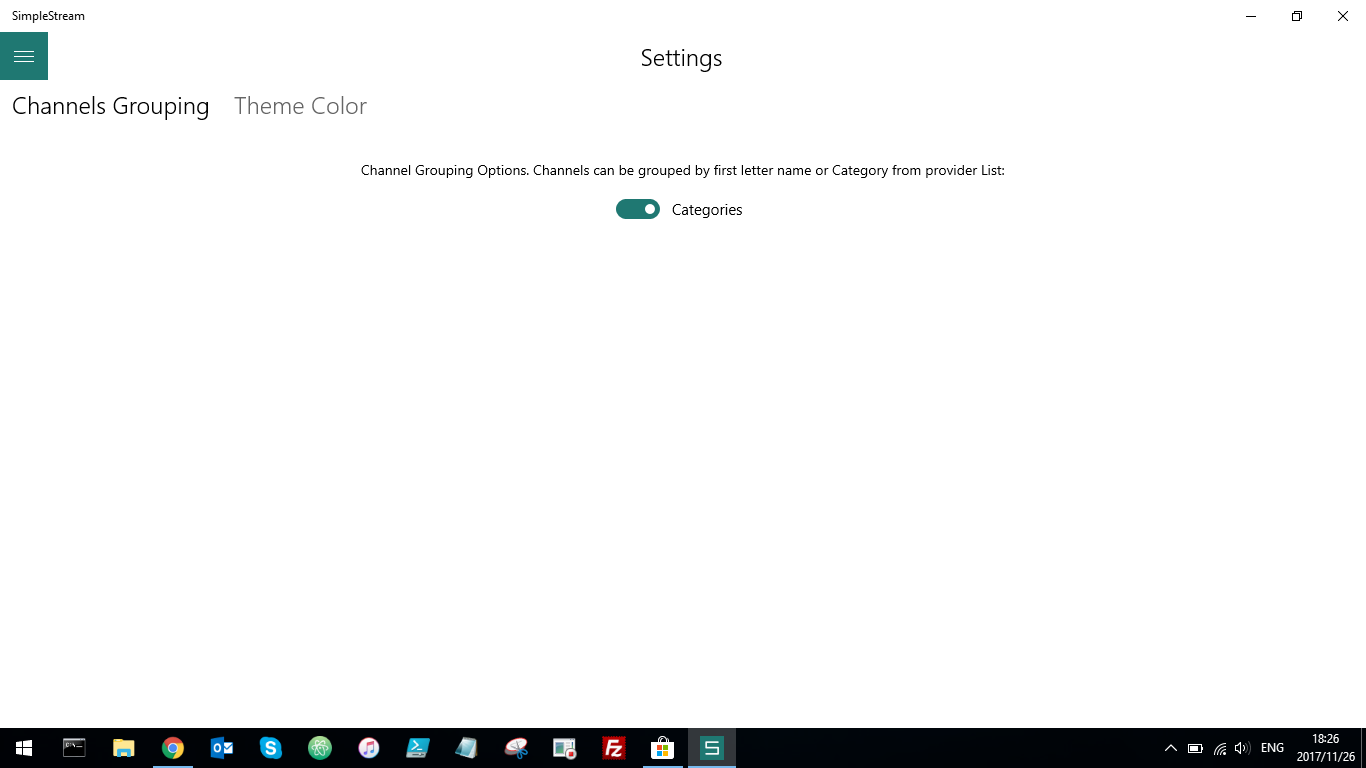 SimpleStream
Settings
Channels Grouping Theme Color
Channel Grouping Options. Channels can be grouped by first letter name or Category from provider List:
Categories
ENG
18:26
2017/11/26